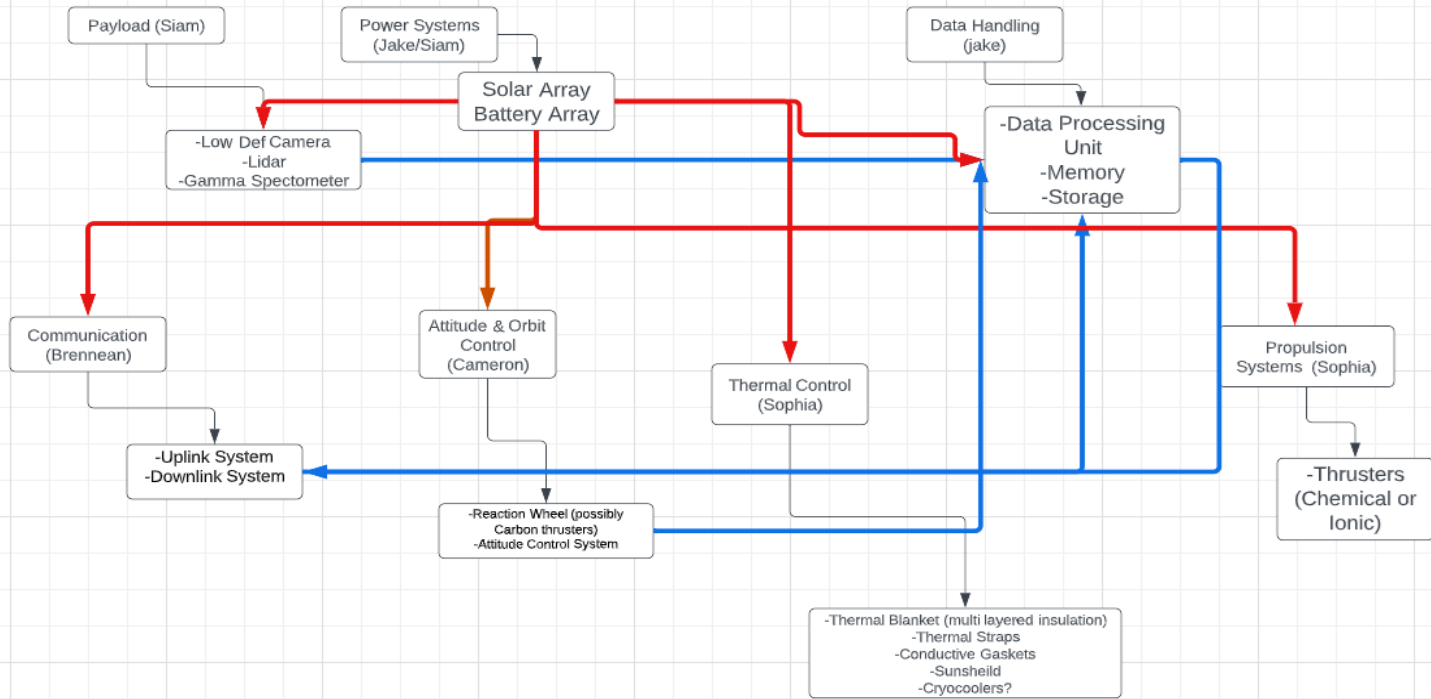 Payload (Siam)
Power Systems
(Jake/Siam)
Data Handling
(jake)
Solar Array
Battery Array
-Low Def Camera
-Lidar
-Gamma Spectometer
-Data Processing
Unit
-Memory
-Storage
Communication
(Brennean)
Attitude & Orbit
Control
(Cameron)
Thermal Control
(Sophia)
Propulsion
Systems (Sophia)
-Uplink System
-Downlink System
-Reaction Wheel (possibly
Carbon thrusters)
-Attitude Control System
-Thrusters
(Chemical or
Ionic)
-Thermal Blanket (multi layered insulation)
-Thermal Straps
-Conductive Gaskets
-Sunsheild
-Cryocoolers?